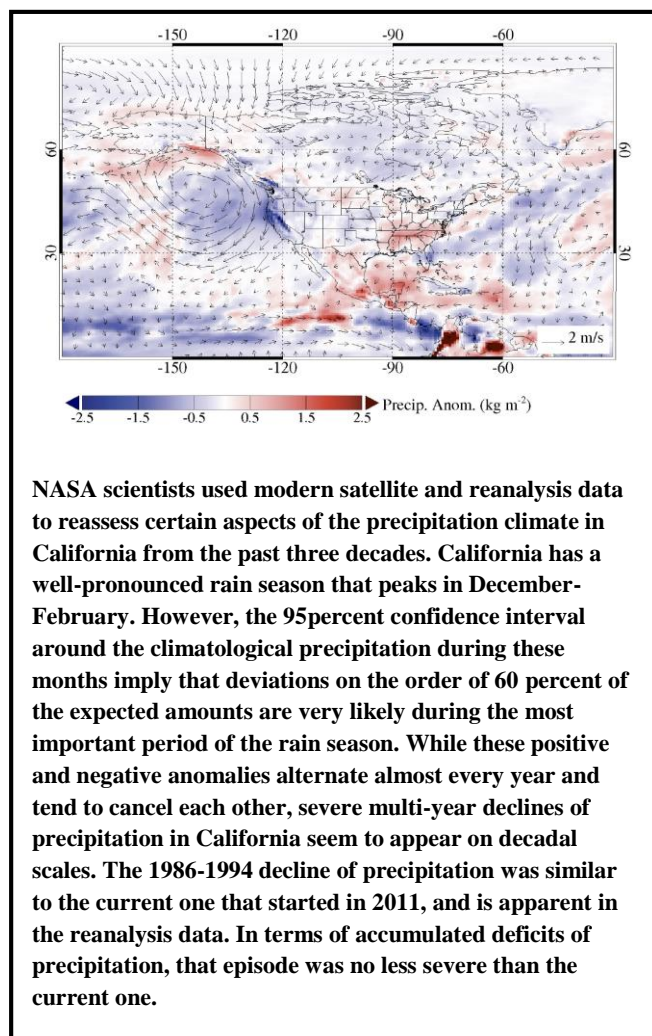 -150 -120 -90 -60
60 60
30 30
2 m/s
-150 -120 -90 -60
-2.5 -1.5 -0.5 0.5 1.5 2.5 Precip. Anom. (kg m-2)
NASA scientists used modern satellite and reanalysis data
to reassess certain aspects of the precipitation climate in
California from the past three decades. California has a
well-pronounced rain season that peaks in December-
February. However, the 95percent confidence interval
around the climatological precipitation during these
months imply that deviations on the order of 60 percent of
the expected amounts are very likely during the most
important period of the rain season. While these positive
and negative anomalies alternate almost every year and
tend to cancel each other, severe multi-year declines of
precipitation in California seem to appear on decadal
scales. The 1986-1994 decline of precipitation was similar
to the current one that started in 2011, and is apparent in
the reanalysis data. In terms of accumulated deficits of
precipitation, that episode was no less severe than the
current one.